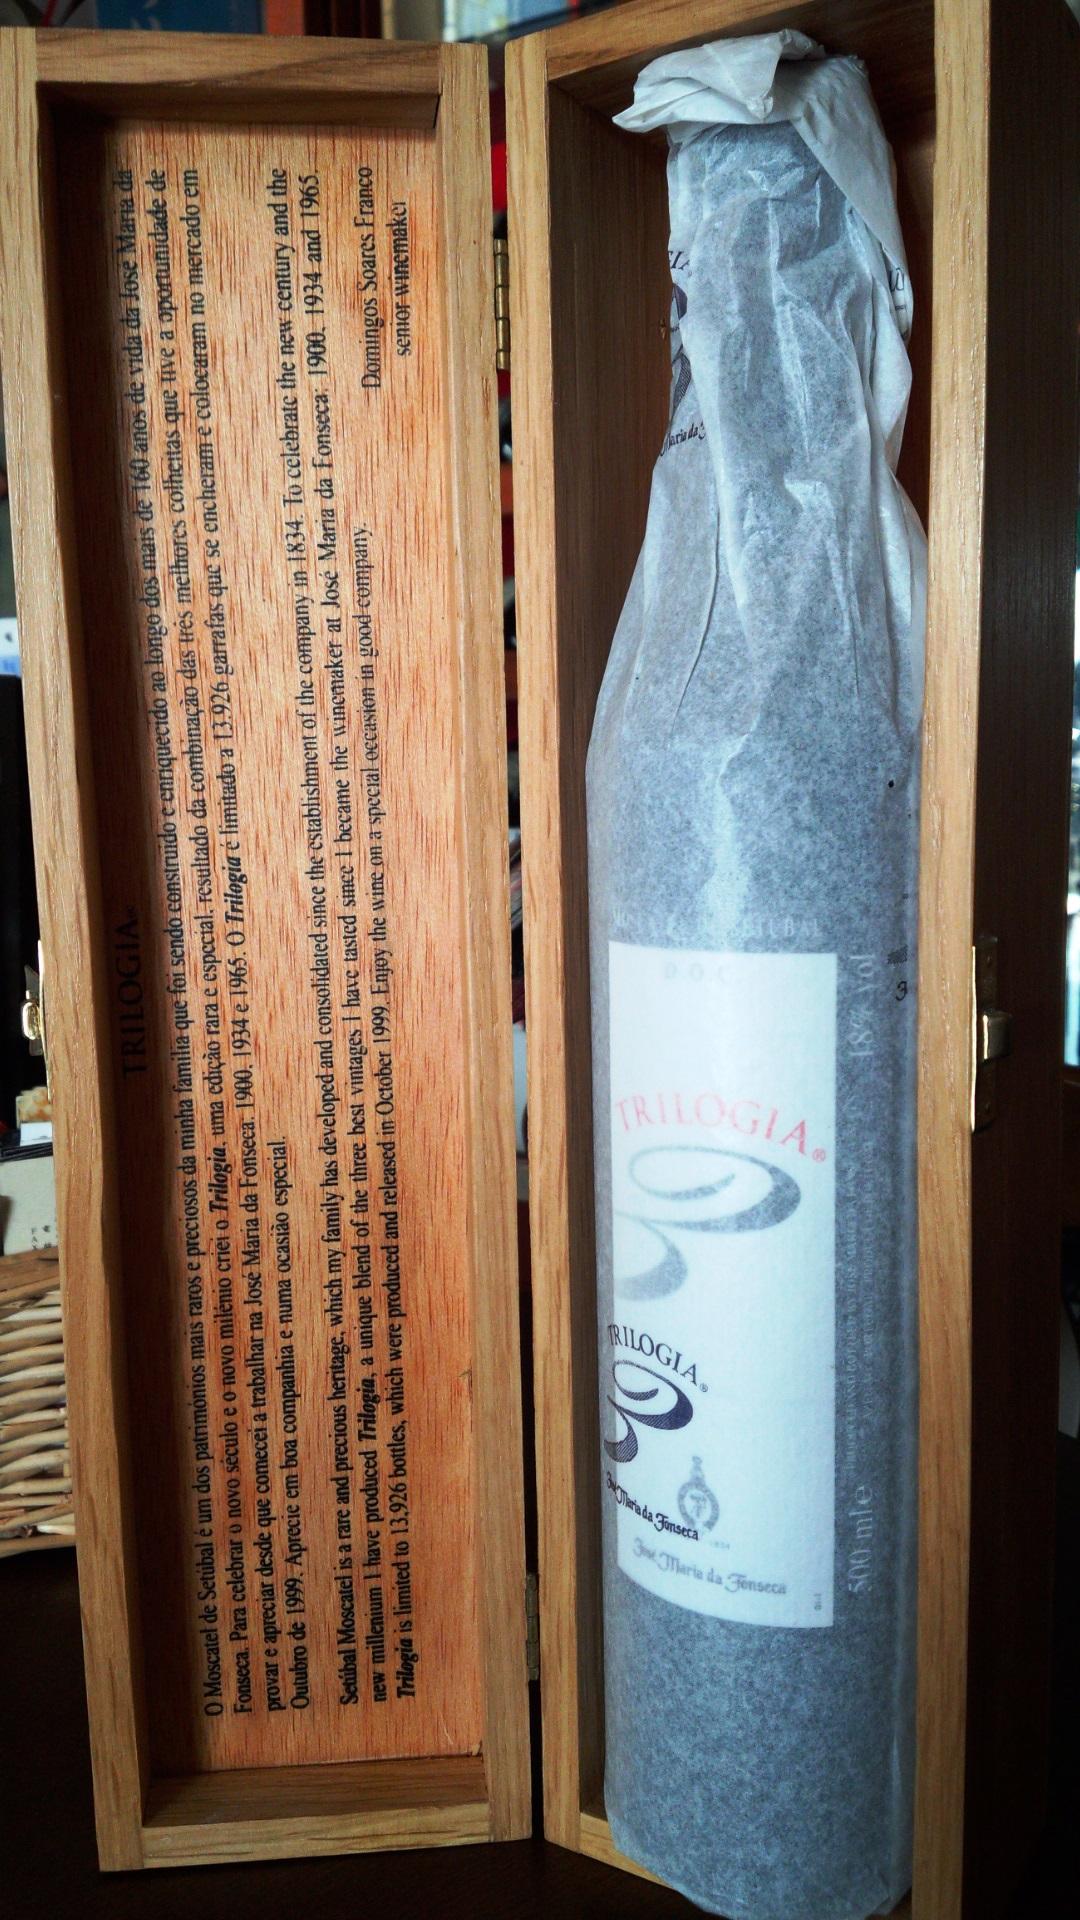 TRILOGIA
O Moscatel de Setúbal é um dos patrimónios mais raros e preciosos da minha família que foi sendo construído e enriquecido ao longo dos mais de 160 anos de vida da José Maria da
Fonseca. Para celebrar o novo século e o novo milénio criei o Trilogia, uma edição rara e especial, resultado da combinação das três melhores colheitas que tive a oportunidade de
provar e apreciar desde que comecei a trabalhar na José Maria da Fonseca. 1900, 1934 e 1965. O Trilogia é limitado a 13.926 garrafas que se encheram e colocaram no mercado em
Outubro de 1999. Aprecie em boa companhia e numa ocasião especial.
Setúbal Moscatel is a rare and precious heritage, which my family has developed and consolidated since the establishment of the company in 1834. To celebrate the new century and the
new millenium I have produced Trilogia, a unique blend of the three best vintages I have tasted since I became the winemaker at José Maria da Fonseca: 1900, 1934 and 1965.
Trilogia is limited to 13,926 bottles, which were produced and released in October 1999. Enjoy the wine on a special occasion in good company.
Domingos Soares Franco
senior winemaker
Maria da
DOC
TRILOGIA®
TRILOGIA®
José Maria da Fonseca
1834
José Maria da Fonseca
18% vol
500 ml e